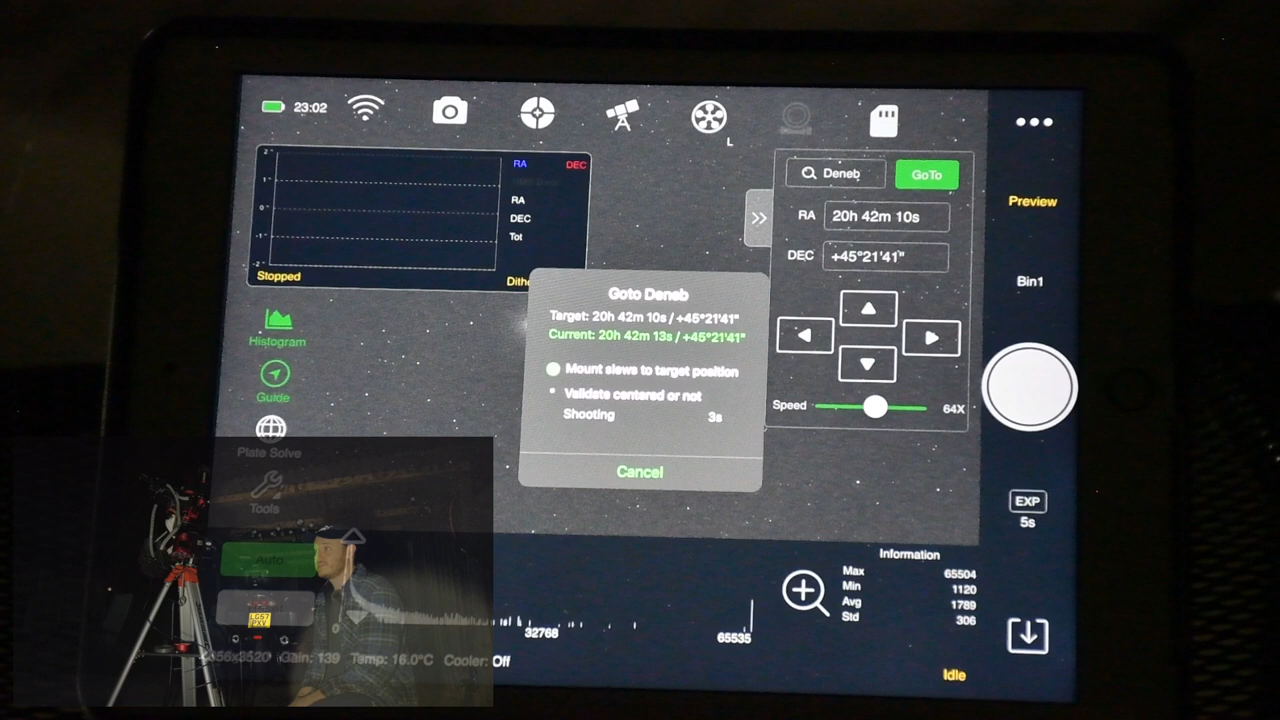 23:02
L
2"
1"
0"
-1"
-2"
RA
DEC
RA
DEC
Tot
Stopped
Dith
Deneb
GoTo
RA
20h 42m 10s
DEC
+45°21'41"
Speed
64X
Preview
Bin1
EXP
5s
Goto Deneb
Target: 20h 42m 10s / +45°21'41"
Current: 20h 42m 13s / +45°21'41"
Mount slews to target position
Validate centered or not
Shooting 3s
Cancel
Histogram
Guide
Plate Solve
Tools
Auto
32768
65535
Information
Max 65504
Min 1120
Avg 1789
Std 306
Gain: 139 Temp: 16.0°C Cooler: Off
Idle